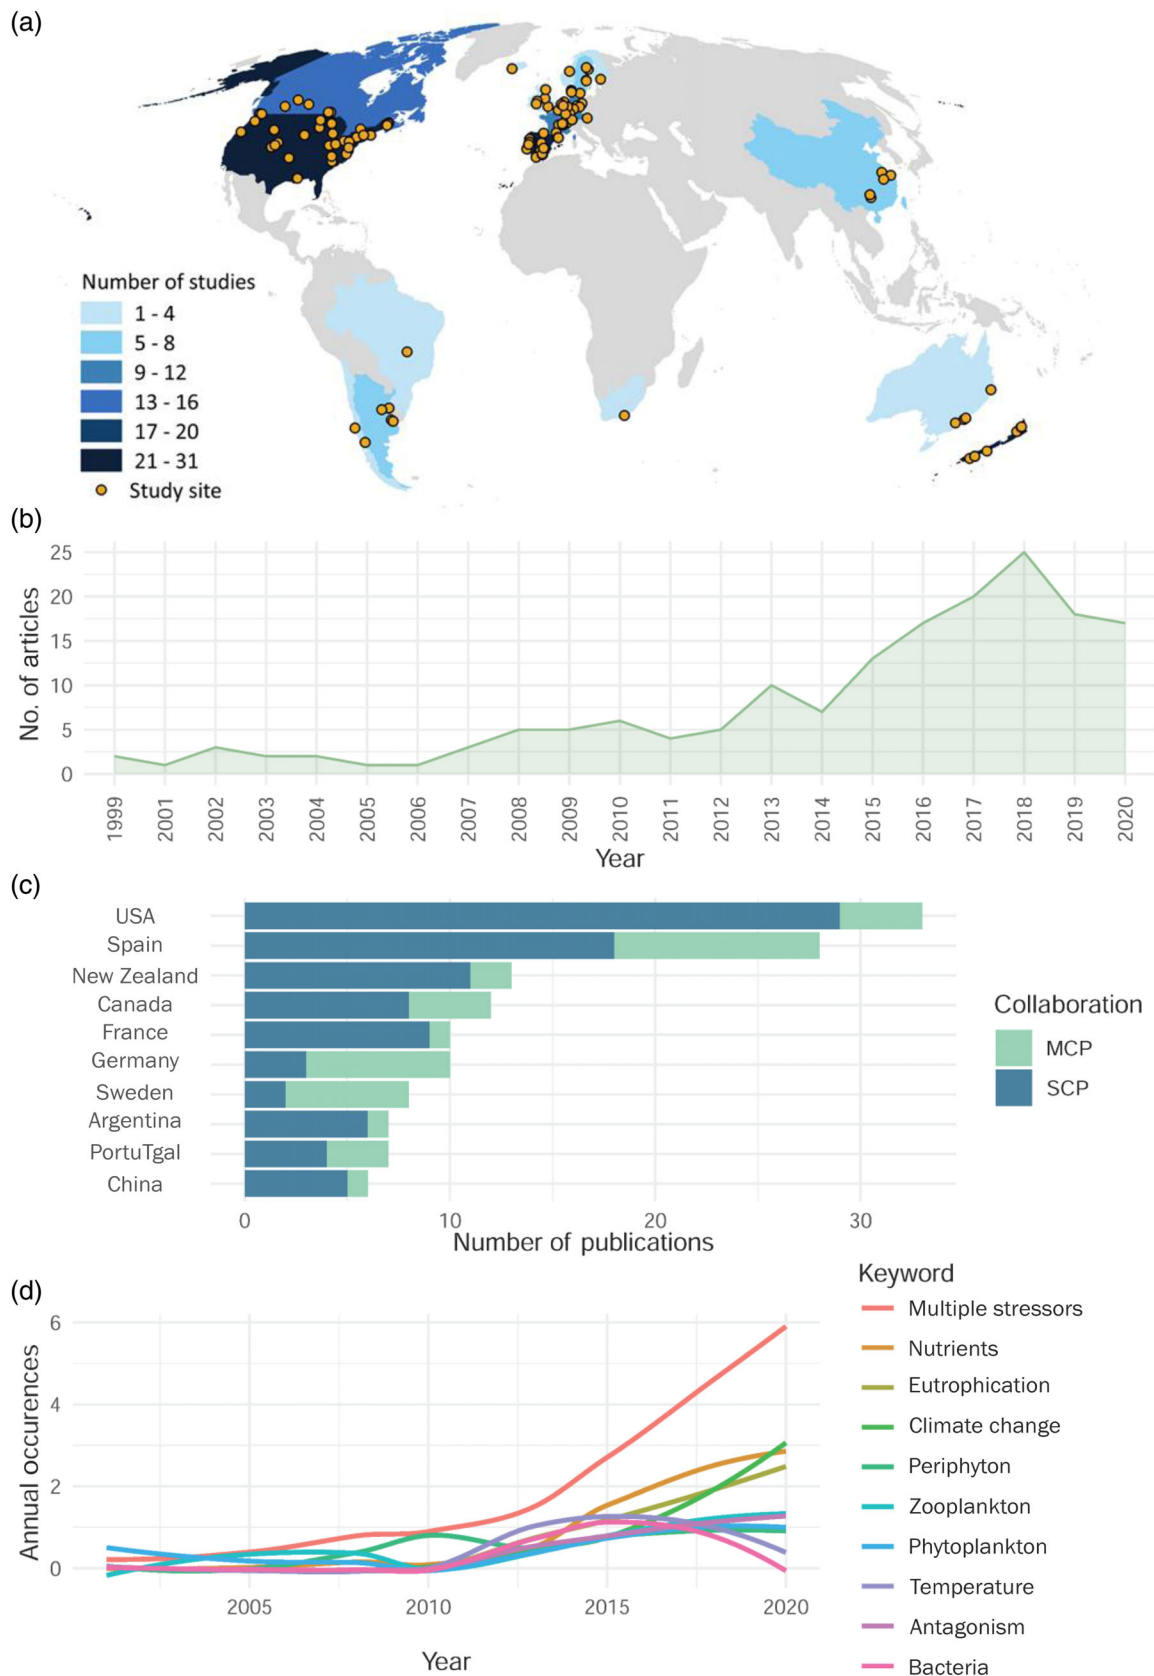 (a)
Number of studies
1 - 4
5 - 8
9 - 12
13 - 16
17 - 20
21 - 31
Study site
(b)
No. of articles
25
20
15
10
5
0
1999 2001 2002 2003 2004 2005 2006 2007 2008 2009 2010 2011 2012 2013 2014 2015 2016 2017 2018 2019 2020
Year
(c)
USA
Spain
New Zealand
Canada
France
Germany
Sweden
Argentina
PortuTgal
China
0 10 20 30
Number of publications
Collaboration
MCP
SCP
(d)
Annual occurences
6
4
2
0
2005 2010 2015 2020
Year
Keyword
Multiple stressors
Nutrients
Eutrophication
Climate change
Periphyton
Zooplankton
Phytoplankton
Temperature
Antagonism
Bacteria